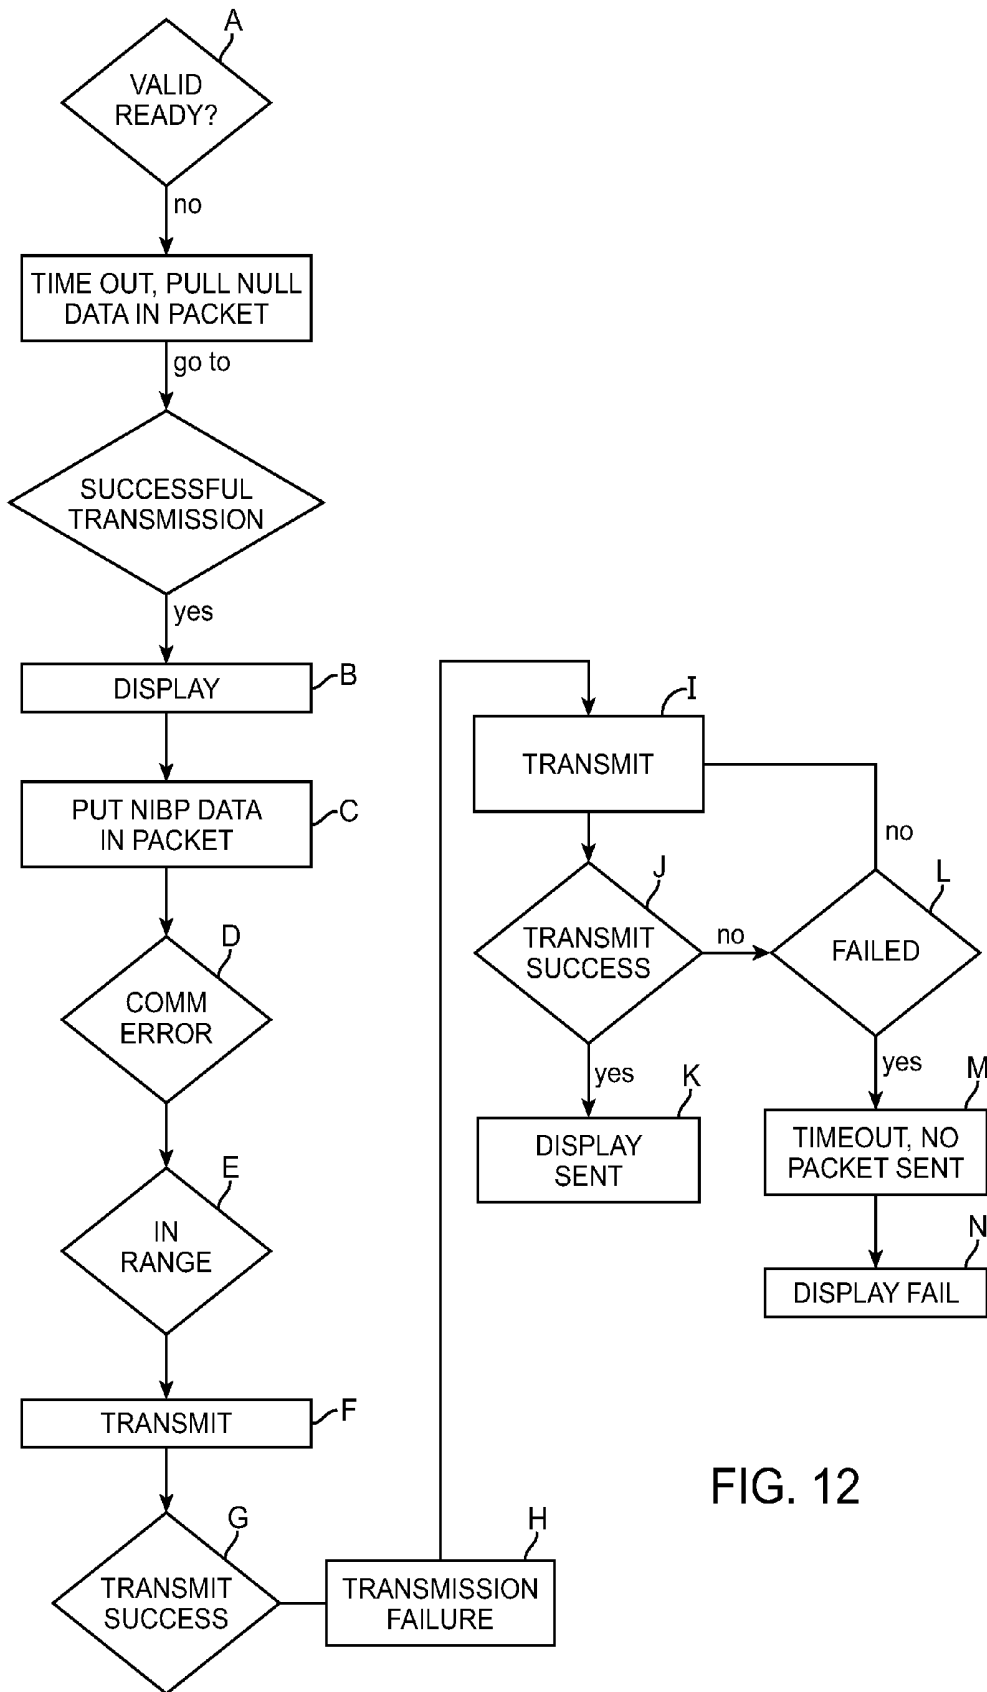 A
VALID
READY?
no
TIME OUT, PULL NULL
DATA IN PACKET
go to
SUCCESSFUL
TRANSMISSION
yes
DISPLAY
B
PUT NIBP DATA
IN PACKET
C
D
COMM
ERROR
E
IN
RANGE
TRANSMIT
F
G
TRANSMIT
SUCCESS
H
TRANSMISSION
FAILURE
I
TRANSMIT
J
TRANSMIT
SUCCESS
no
yes
K
DISPLAY
SENT
L
FAILED
no
yes
M
TIMEOUT, NO
PACKET SENT
N
DISPLAY FAIL
FIG. 12